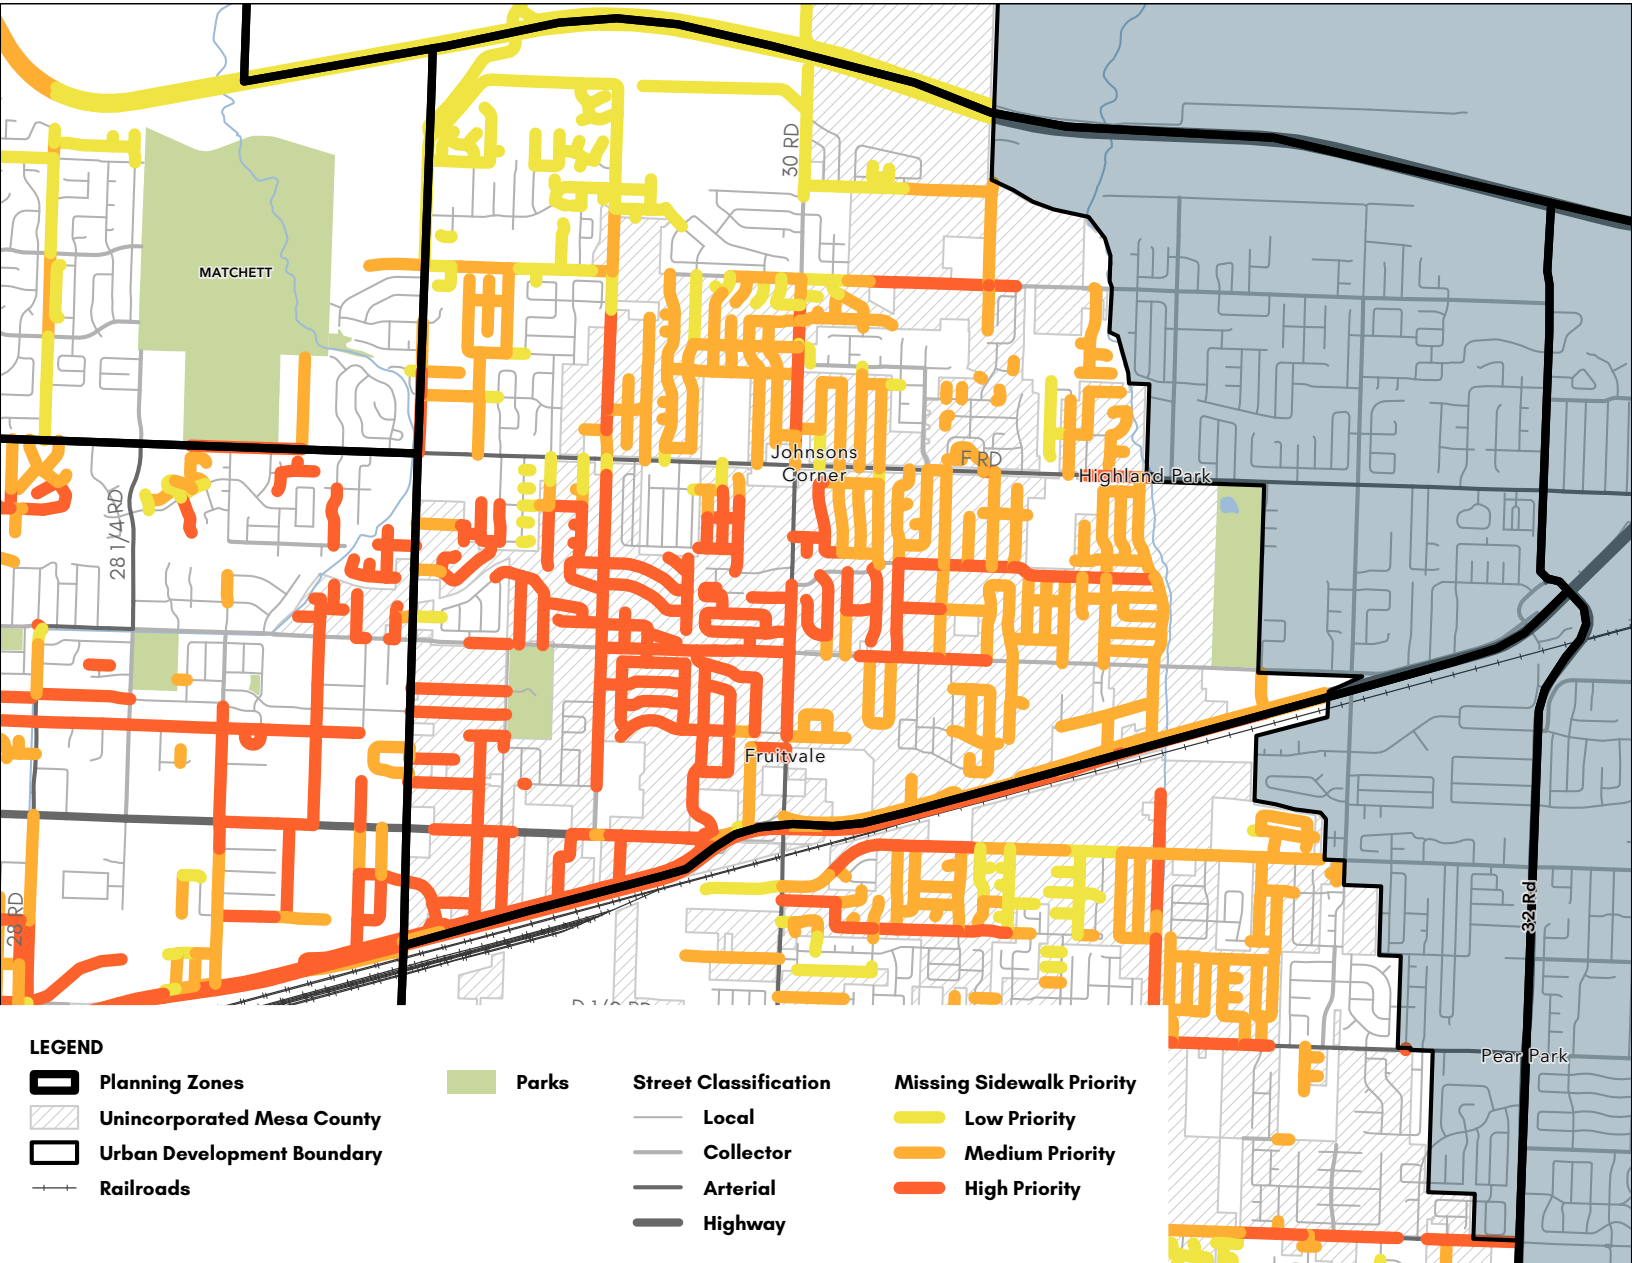 30 RD
MATCHETT
Johnsons
Corner
F RD
Highland Park
28 1/4 RD
Fruitvale
28 RD
32 Rd
Pear Park
LEGEND
Planning Zones
Unincorporated Mesa County
Urban Development Boundary
Railroads
Parks
Street Classification
Local
Collector
Arterial
Highway
Missing Sidewalk Priority
Low Priority
Medium Priority
High Priority